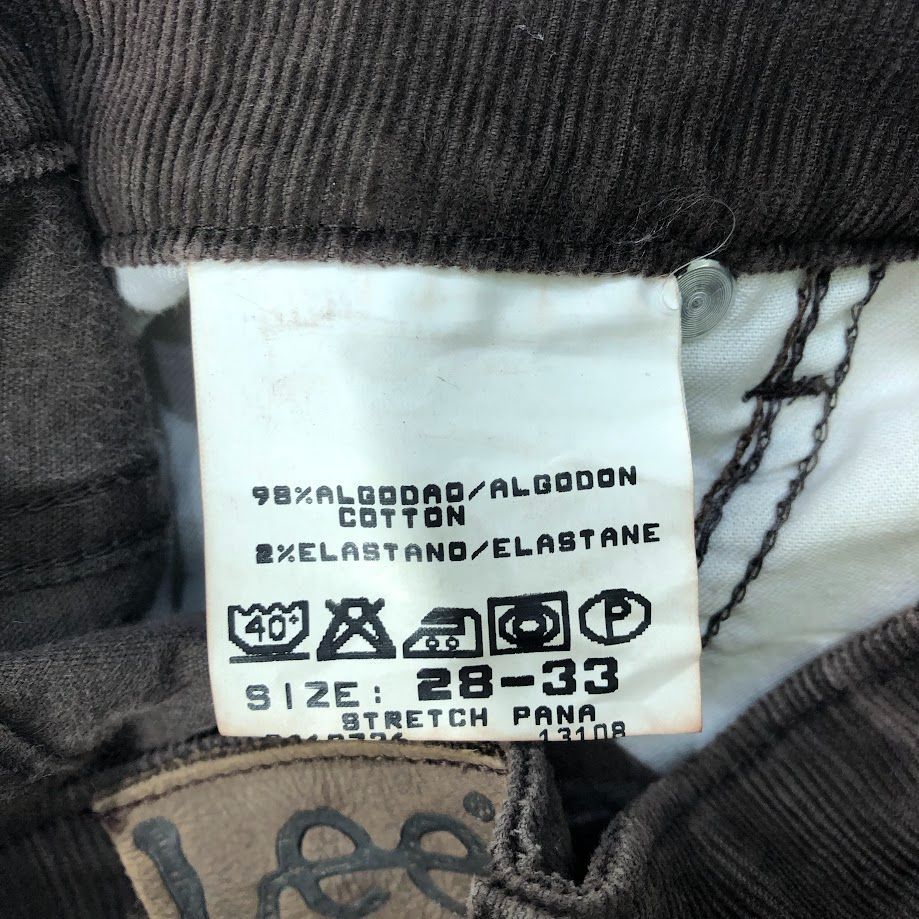 98%ALGODAO/ALGODON
COTTON
2%ELASTANO/ELASTANE
40°
P
SIZE: 28-33
STRETCH PANA
13108
Lee®